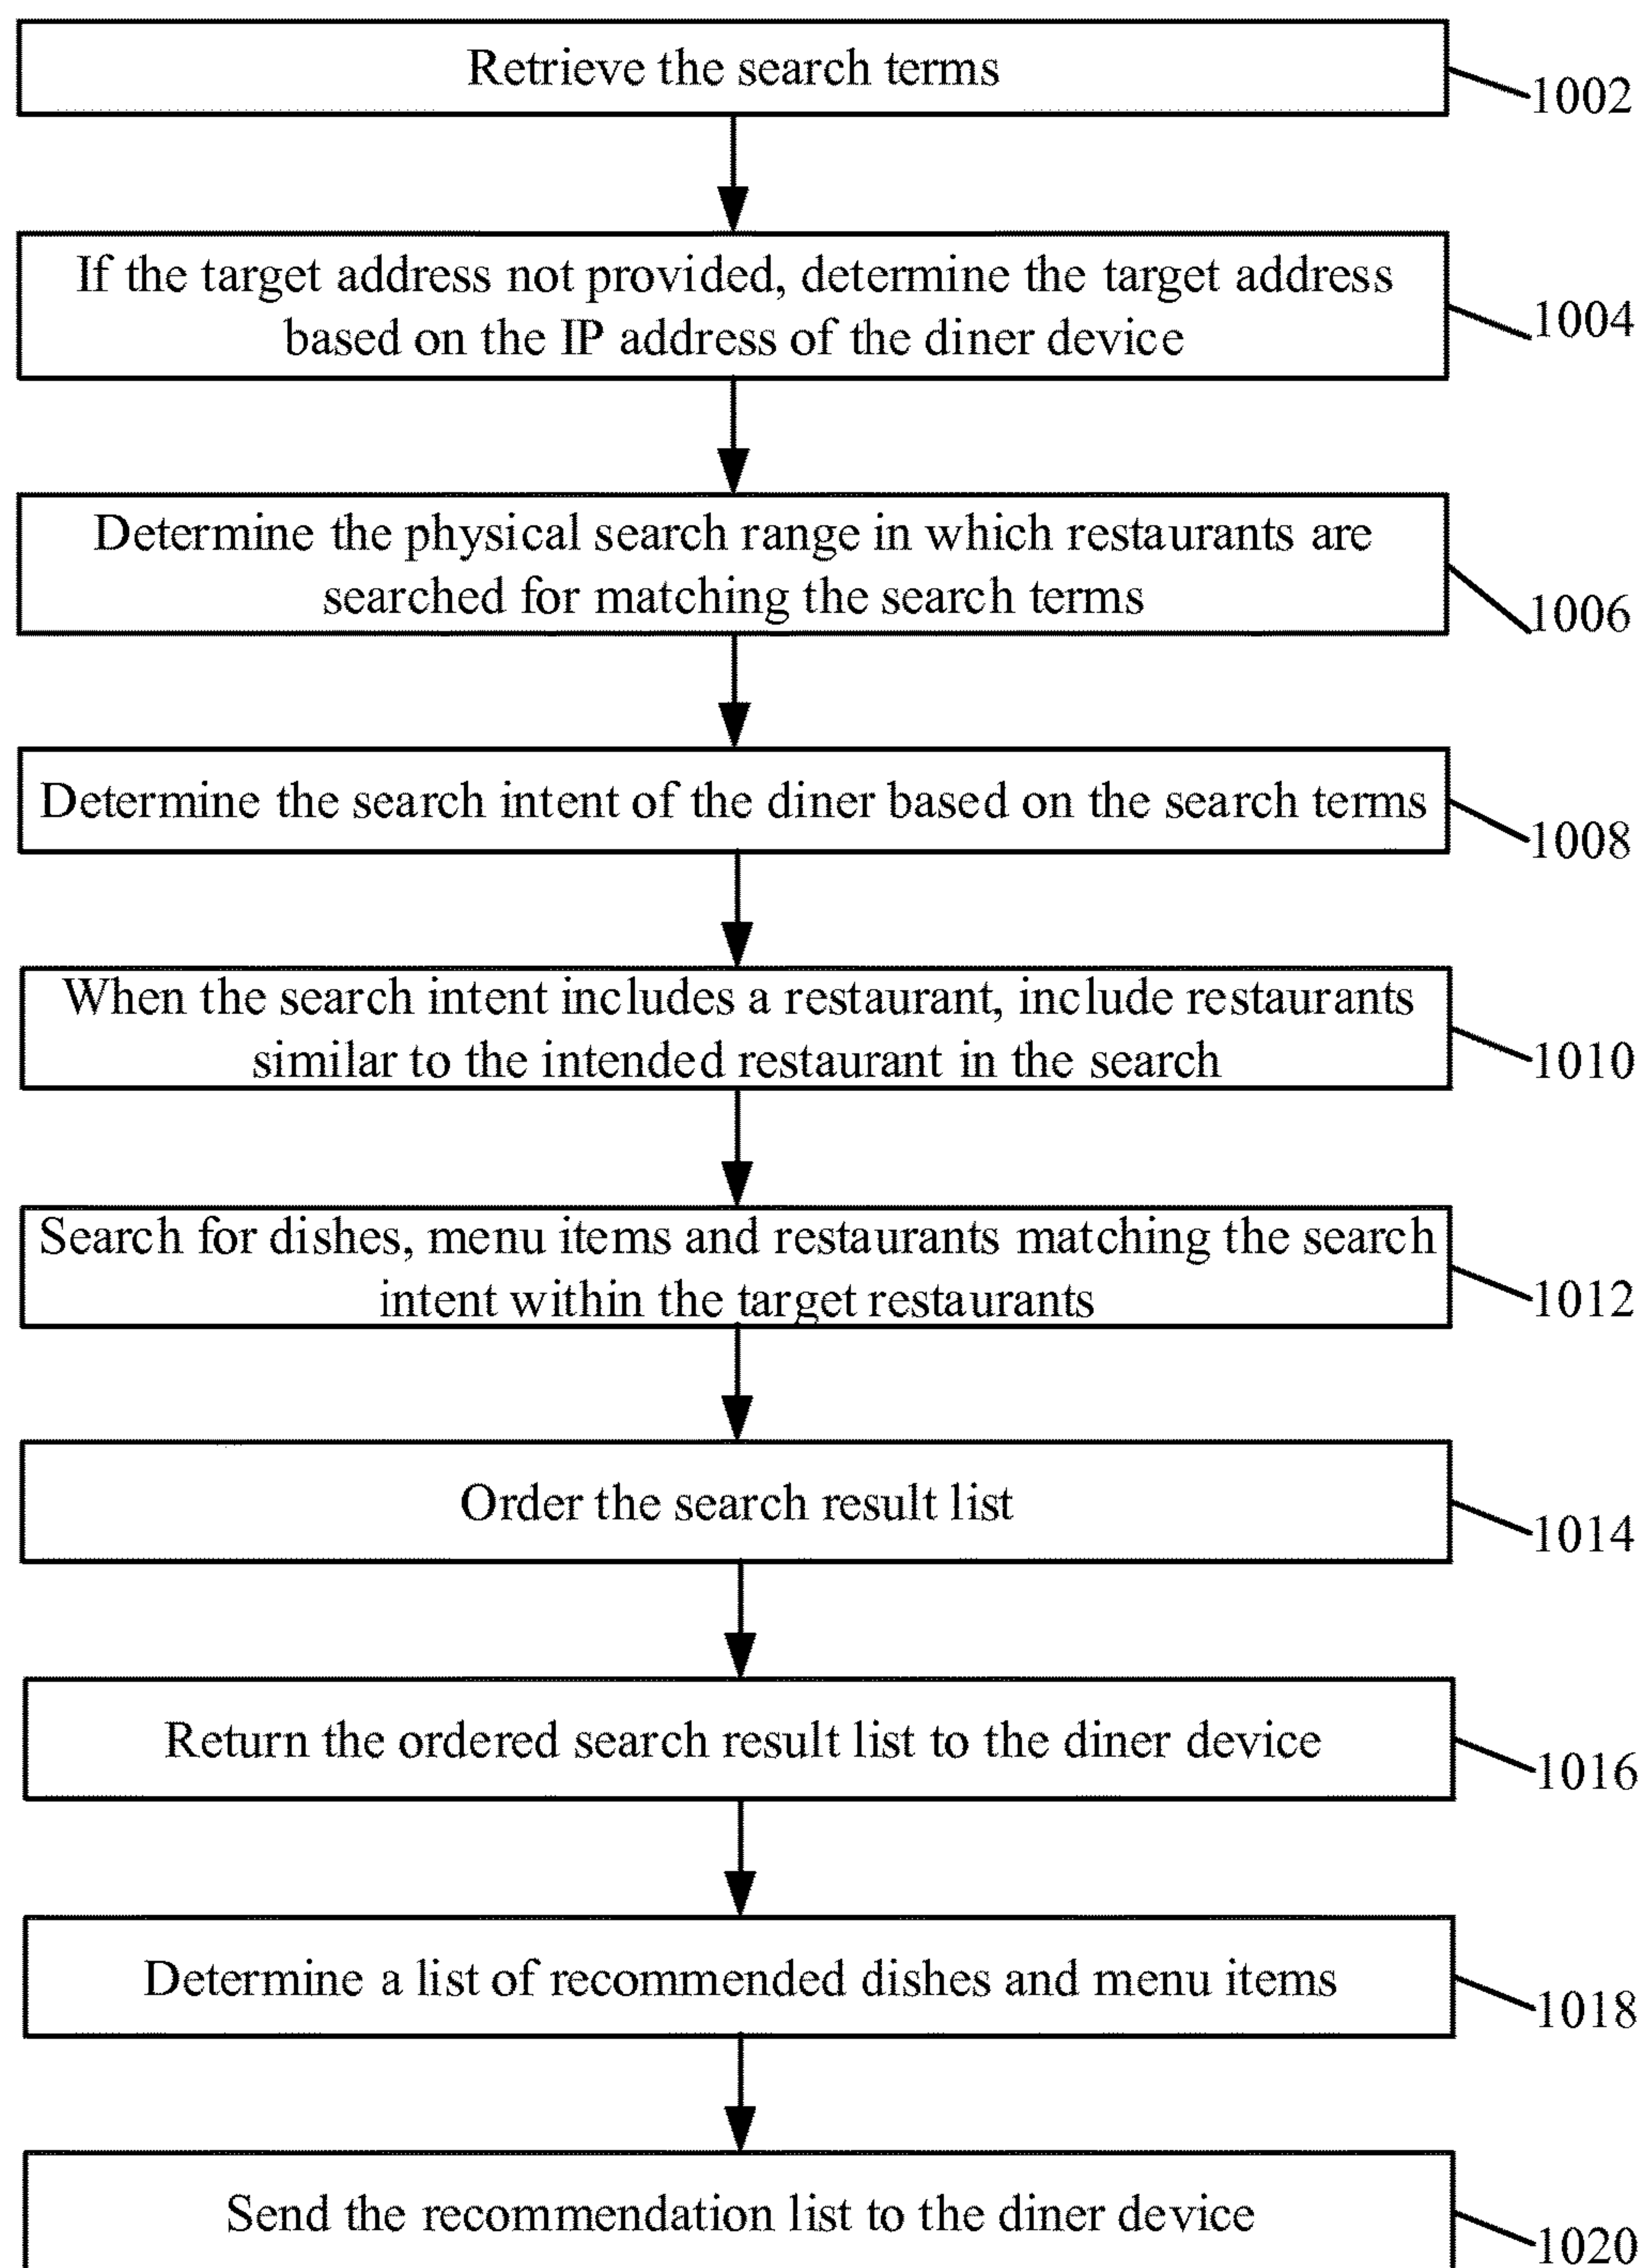 Retrieve the search terms
1002
If the target address not provided, determine the target address
based on the IP address of the diner device
1004
Determine the physical search range in which restaurants are
searched for matching the search terms
1006
Determine the search intent of the diner based on the search terms
1008
When the search intent includes a restaurant, include restaurants
similar to the intended restaurant in the search
1010
Search for dishes, menu items and restaurants matching the search
intent within the target restaurants
1012
Order the search result list
1014
Return the ordered search result list to the diner device
1016
Determine a list of recommended dishes and menu items
1018
Send the recommendation list to the diner device
1020